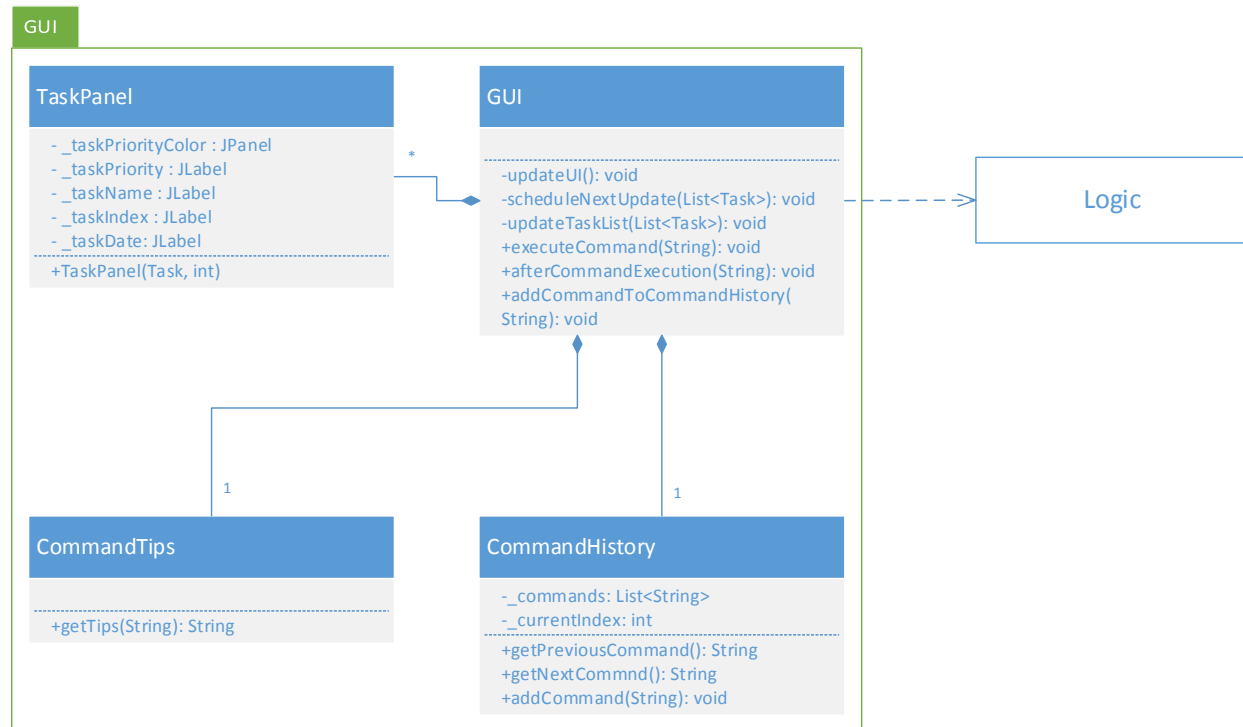 GUI
TaskPanel
- _taskPriorityColor : JPanel
- _taskPriority : JLabel
- _taskName : JLabel
- _taskIndex : JLabel
- _taskDate: JLabel
+TaskPanel(Task, int)
*
GUI
-updateUI(): void
-scheduleNextUpdate(List<Task>): void
-updateTaskList(List<Task>): void
+executeCommand(String): void
+afterCommandExecution(String): void
+addCommandToCommandHistory(
String): void
Logic
1
1
CommandTips
+getTips(String): String
CommandHistory
-_commands: List<String>
-_currentIndex: int
+getPreviousCommand(): String
+getNextCommnd(): String
+addCommand(String): void